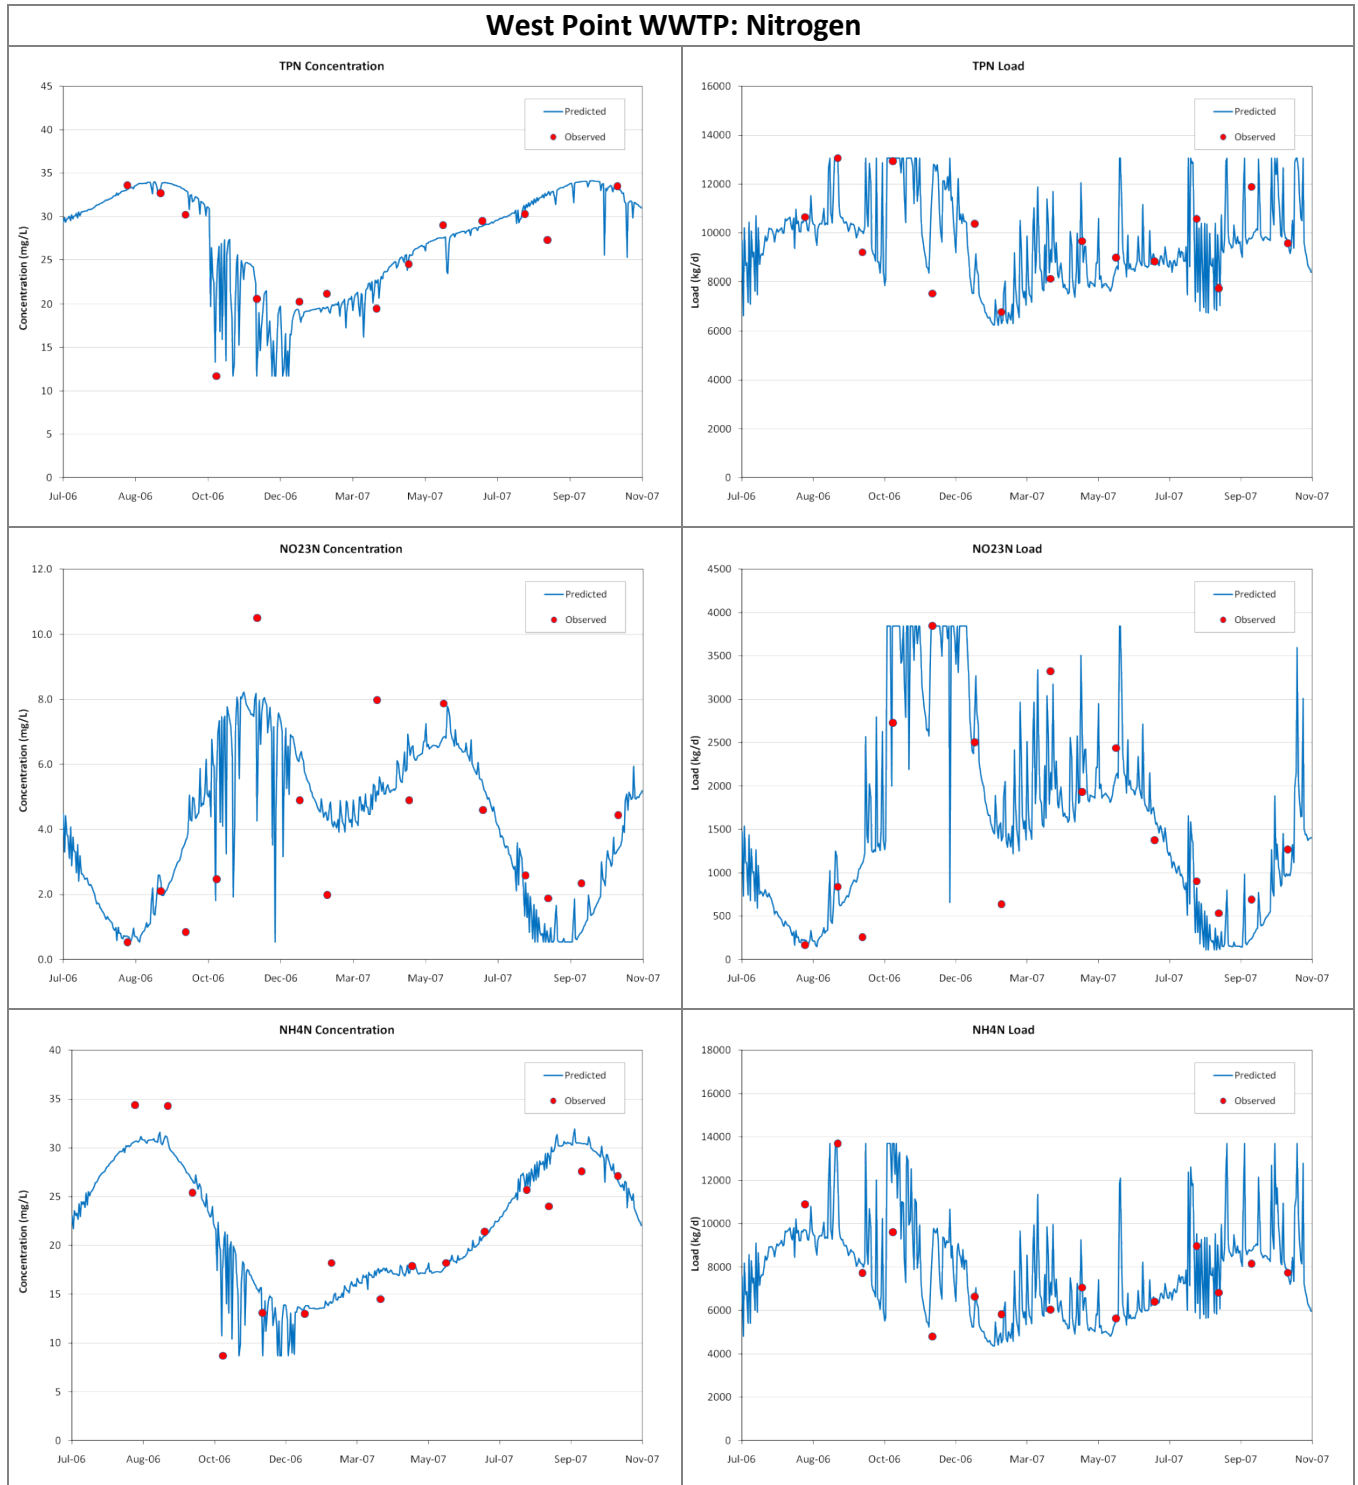 West Point WWTP: Nitrogen
TPN Concentration
Concentration (mg/L)
45
40
35
30
25
20
15
10
5
0
Jul-06 Aug-06 Oct-06 Dec-06 Mar-07 May-07 Jul-07 Sep-07 Nov-07
Predicted
Observed
TPN Load
Load (kg/d)
16000
14000
12000
10000
8000
6000
4000
2000
0
Jul-06 Aug-06 Oct-06 Dec-06 Mar-07 May-07 Jul-07 Sep-07 Nov-07
Predicted
Observed
NO23N Concentration
Concentration (mg/L)
12.0
10.0
8.0
6.0
4.0
2.0
0.0
Jul-06 Aug-06 Oct-06 Dec-06 Mar-07 May-07 Jul-07 Sep-07 Nov-07
Predicted
Observed
NO23N Load
Load (kg/d)
4500
4000
3500
3000
2500
2000
1500
1000
500
0
Jul-06 Aug-06 Oct-06 Dec-06 Mar-07 May-07 Jul-07 Sep-07 Nov-07
Predicted
Observed
NH4N Concentration
Concentration (mg/L)
40
35
30
25
20
15
10
5
0
Jul-06 Aug-06 Oct-06 Dec-06 Mar-07 May-07 Jul-07 Sep-07 Nov-07
Predicted
Observed
NH4N Load
Load (kg/d)
18000
16000
14000
12000
10000
8000
6000
4000
2000
0
Jul-06 Aug-06 Oct-06 Dec-06 Mar-07 May-07 Jul-07 Sep-07 Nov-07
Predicted
Observed